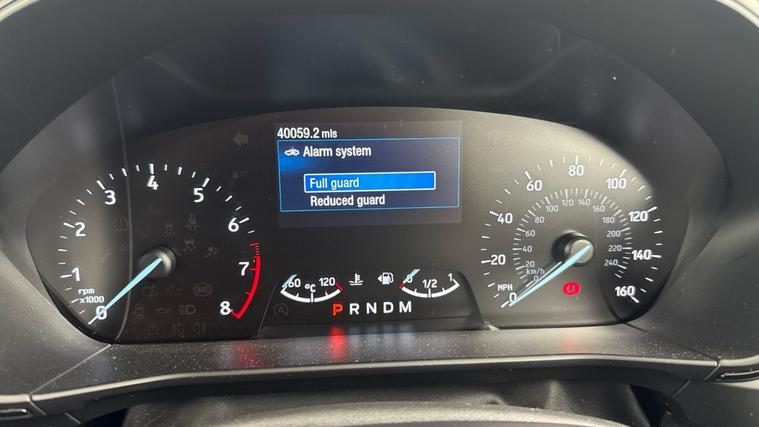 40059.2 mls
Alarm system
Full guard
Reduced guard
0 1 2 3 4 5 6 7 8
rpm
x1000
60 °C 120
0 1/2 1
P R N D M
0 20 40 60 80 100 120 140 160
20 40 60 80 100 120 140 160 180 200 220 240
km/h
MPH
ABS